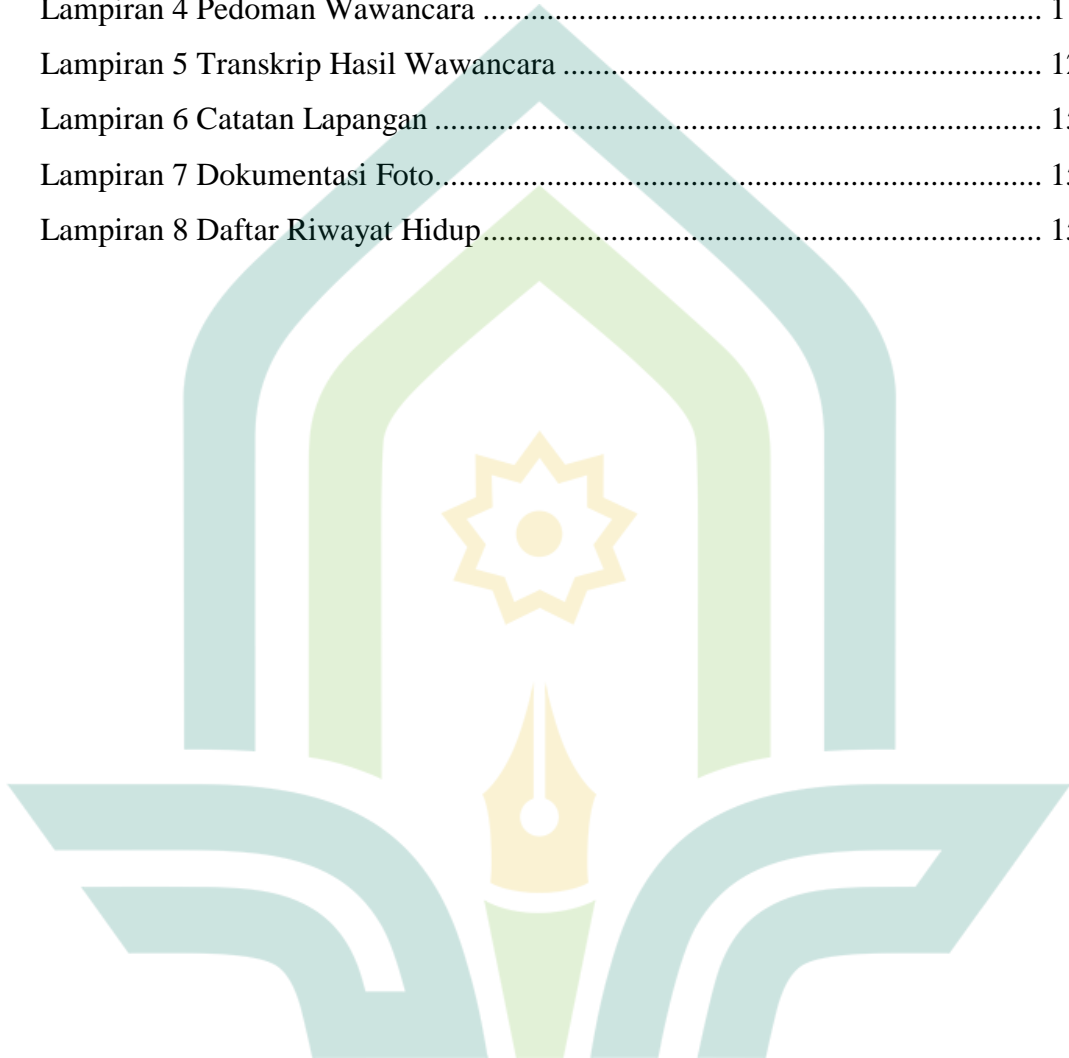 Lampiran 4 Pedoman Wawancara ......................................................................
Lampiran 5 Transkrip Hasil Wawancara ............................................................
Lampiran 6 Catatan Lapangan ............................................................................
Lampiran 7 Dokumentasi Foto............................................................................
Lampiran 8 Daftar Riwayat Hidup......................................................................